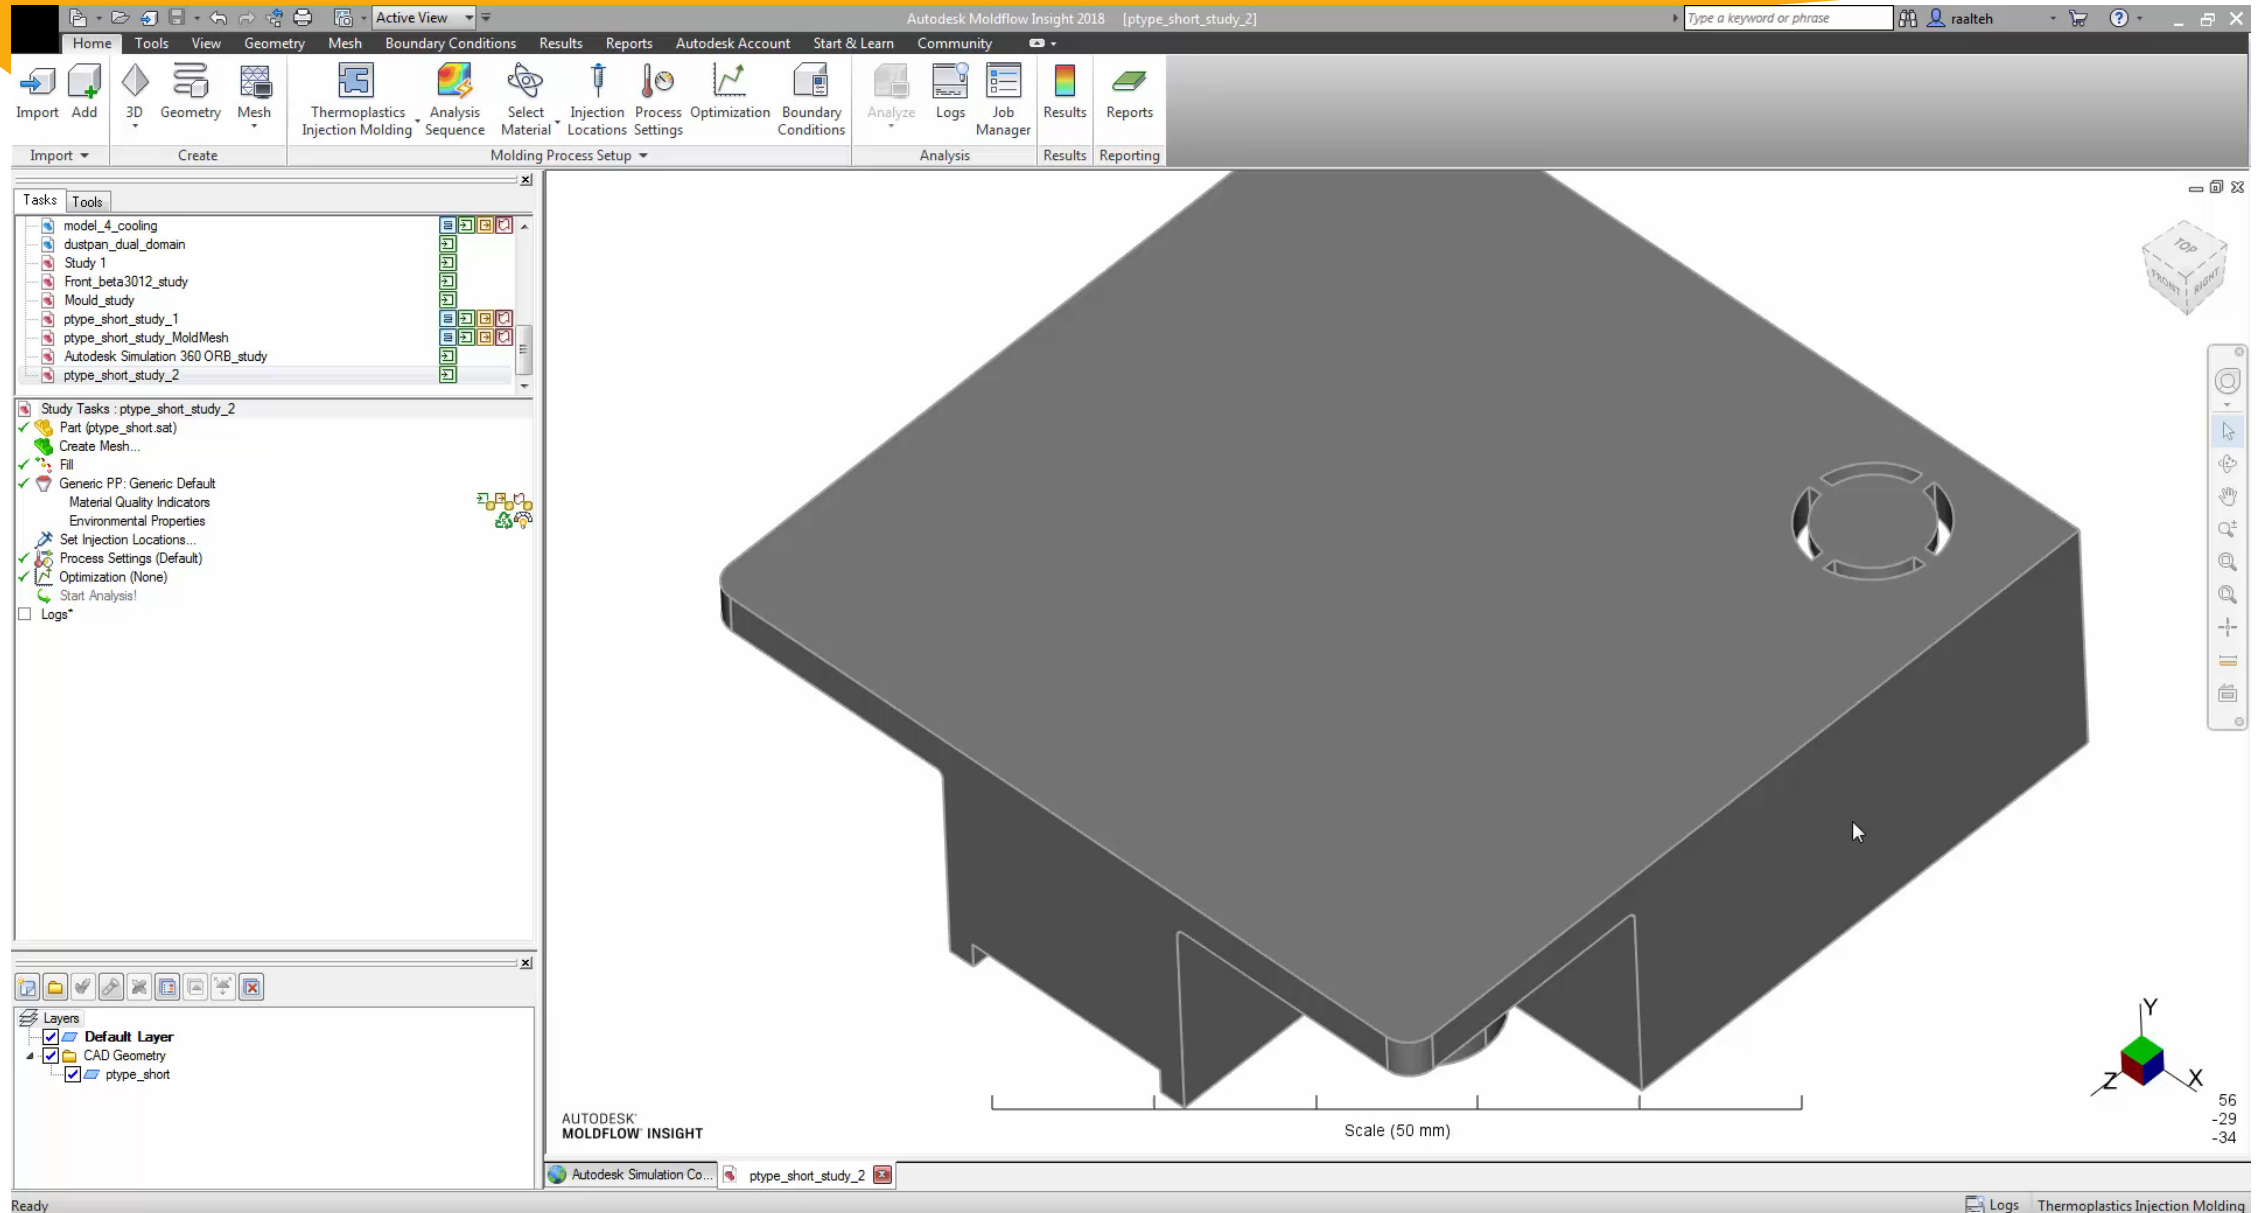 Active View
Autodesk Moldflow Insight 2018 [ptype_short_study_2]
Type a keyword or phrase
raalteh
Home Tools View Geometry Mesh Boundary Conditions Results Reports Autodesk Account Start & Learn Community
Import
Add
3D
Geometry
Mesh
Thermoplastics
Injection Molding
Analysis
Sequence
Select
Material
Injection
Locations
Process
Settings
Optimization
Boundary
Conditions
Analyze
Logs
Job
Manager
Results
Reports
Import
Create
Molding Process Setup
Analysis
Results
Reporting
Tasks
Tools
model_4_cooling
dustpan_dual_domain
Study 1
Front_beta3012_study
Mould_study
ptype_short_study_1
ptype_short_study_MoldMesh
Autodesk Simulation 360 ORB_study
ptype_short_study_2
Study Tasks : ptype_short_study_2
Part (ptype_short.sat)
Create Mesh...
Fill
Generic PP: Generic Default
Material Quality Indicators
Environmental Properties
Set Injection Locations...
Process Settings (Default)
Optimization (None)
Start Analysis!
Logs*
Layers
Default Layer
CAD Geometry
ptype_short
TOP
FRONT
RIGHT
Y
Z
X
56
-29
-34
AUTODESK
MOLDFLOW INSIGHT
Scale (50 mm)
Autodesk Simulation Co...
ptype_short_study_2
Ready
Logs
Thermoplastics Injection Molding